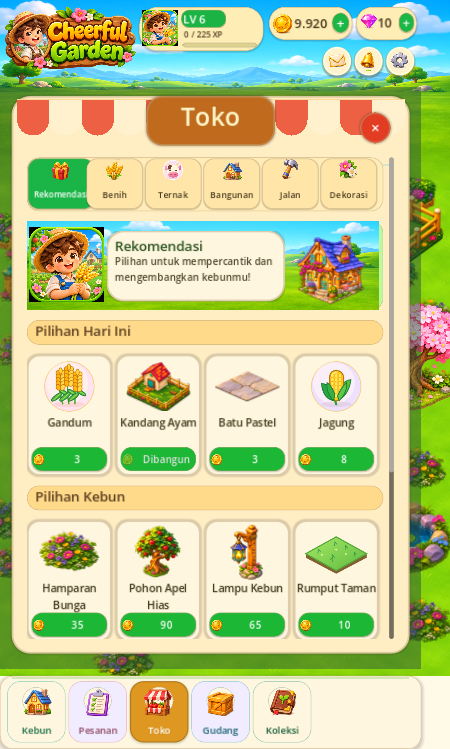 Cheerful
Garden
LV 6
0 / 225 XP
9.920
10
Toko
Rekomendas
Benih
Ternak
Bangunan
Jalan
Dekorasi
Rekomendasi
Pilihan untuk mempercantik dan
mengembangkan kebunmu!
Pilihan Hari Ini
Gandum
Kandang Ayam
Batu Pastel
Jagung
3
Dibangun
3
8
Pilihan Kebun
Hamparan
Bunga
Pohon Apel
Hias
Lampu Kebun
Rumput Taman
35
90
65
10
Kebun
Pesanan
Toko
Gudang
Koleksi